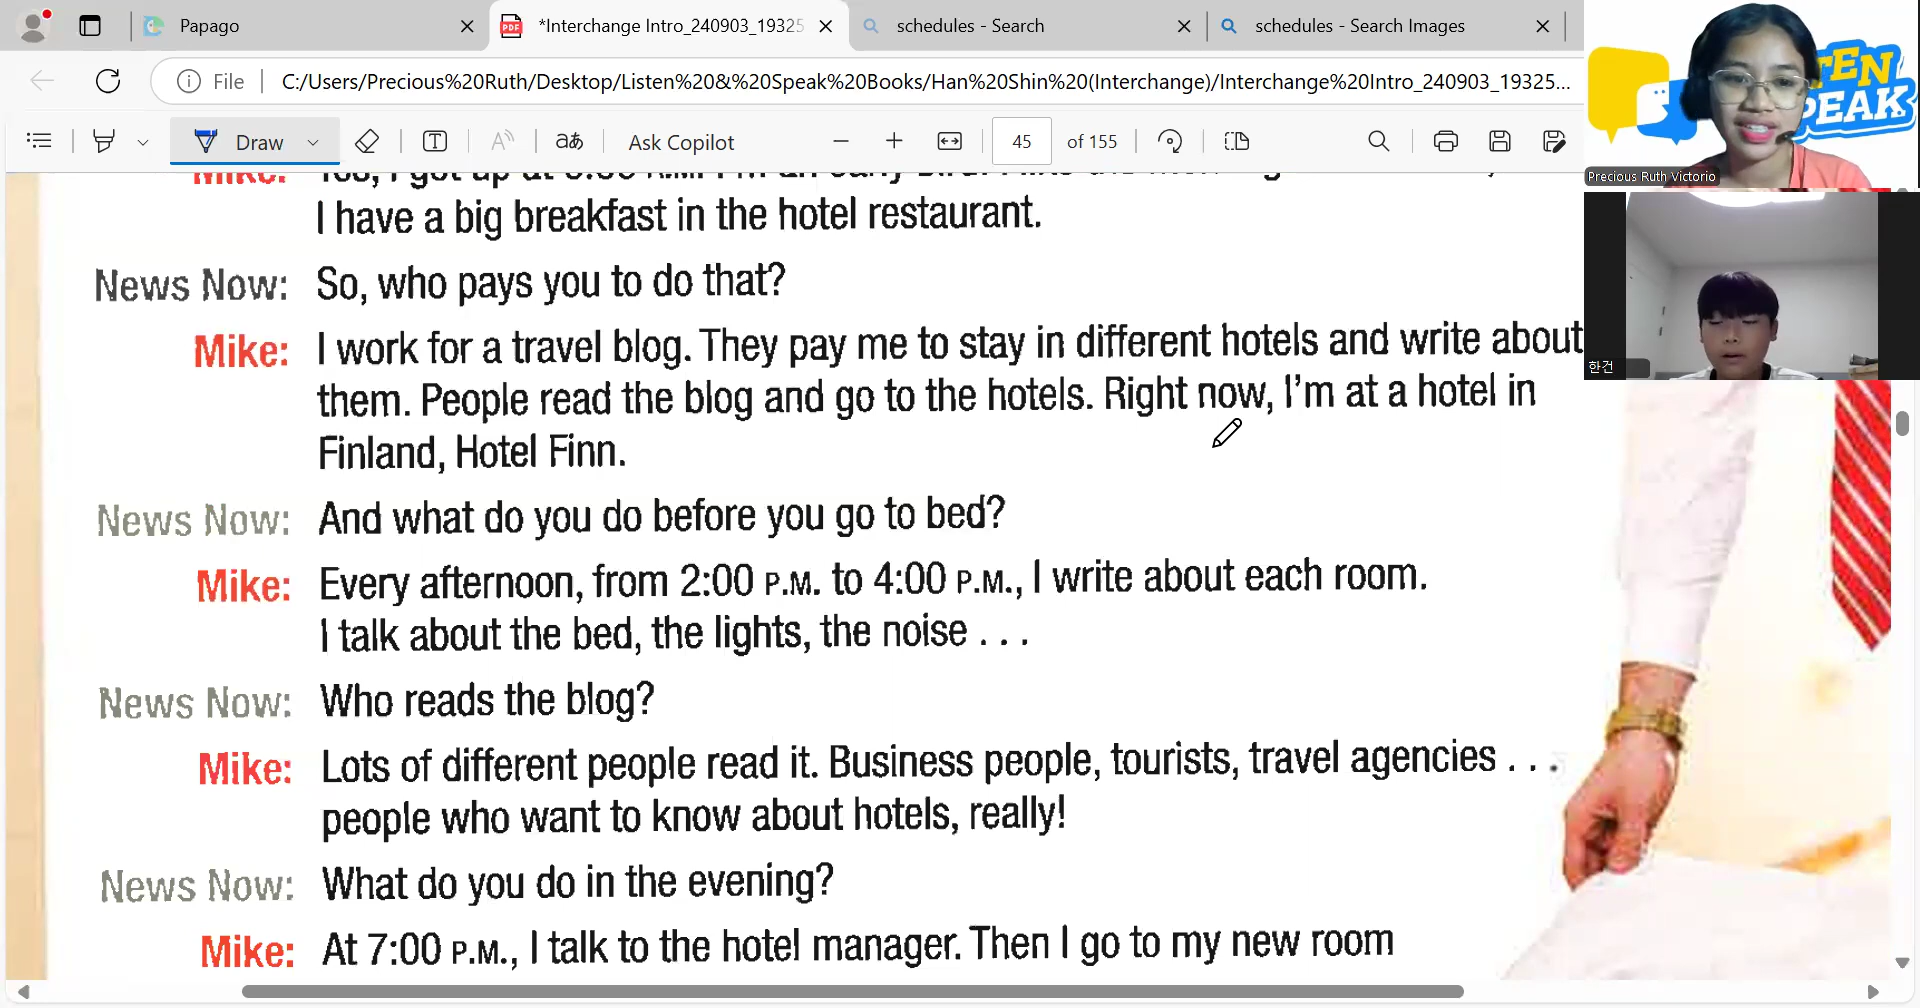 Papago
*Interchange Intro_240903_19325
schedules - Search
schedules - Search Images
File
C:/Users/Precious%20Ruth/Desktop/Listen%20&%20Speak%20Books/Han%20Shin%20(Interchange)/Interchange%20Intro_240903_19325...
Draw
Ask Copilot
45 of 155
PEAK
Precious Ruth Victorio
한건
Mike:
I have a big breakfast in the hotel restaurant.
News Now: So, who pays you to do that?
Mike: I work for a travel blog. They pay me to stay in different hotels and write about
them. People read the blog and go to the hotels. Right now, I'm at a hotel in
Finland, Hotel Finn.
News Now: And what do you do before you go to bed?
Mike: Every afternoon, from 2:00 P.M. to 4:00 P.M., I write about each room.
I talk about the bed, the lights, the noise . . .
News Now: Who reads the blog?
Mike: Lots of different people read it. Business people, tourists, travel agencies . . .
people who want to know about hotels, really!
News Now: What do you do in the evening?
Mike: At 7:00 P.M., I talk to the hotel manager. Then I go to my new room